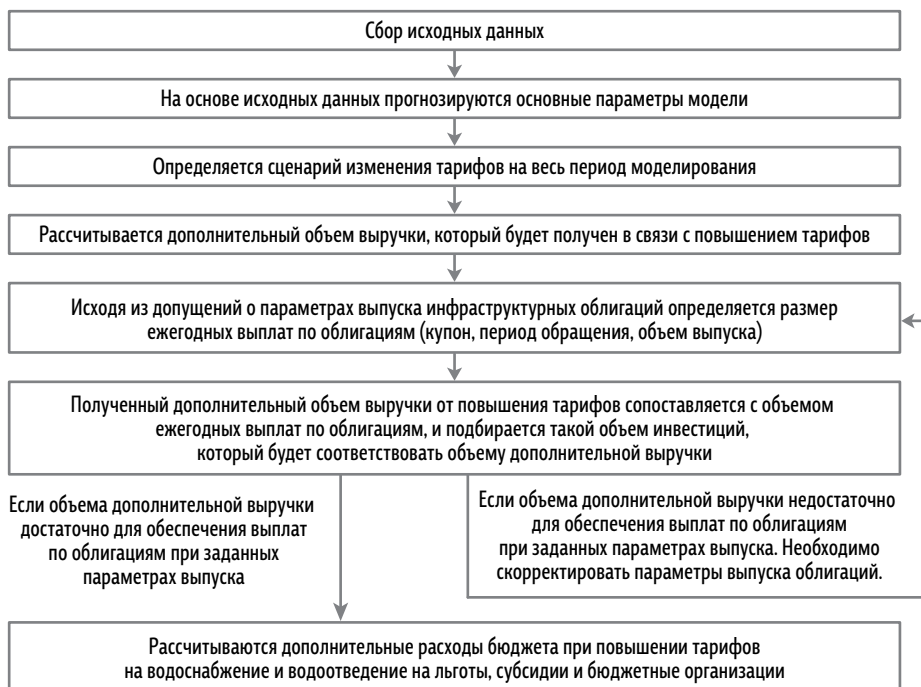 Сбор исходных данных
На основе исходных данных прогнозируются основные параметры модели
Определяется сценарий изменения тарифов на весь период моделирования
Рассчитывается дополнительный объем выручки, который будет получен в связи с повышением тарифов
Исходя из допущений о параметрах выпуска инфраструктурных облигаций определяется размер
ежегодных выплат по облигациям (купон, период обращения, объем выпуска)
Полученный дополнительный объем выручки от повышения тарифов сопоставляется с объемом
ежегодных выплат по облигациям, и подбирается такой объем инвестиций,
который будет соответствовать объему дополнительной выручки
Если объема дополнительной выручки
достаточно для обеспечения выплат
по облигациям при заданных
параметрах выпуска
Если объема дополнительной выручки недостаточно
для обеспечения выплат по облигациям
при заданных параметрах выпуска. Необходимо
скорректировать параметры выпуска облигаций.
Рассчитываются дополнительные расходы бюджета при повышении тарифов
на водоснабжение и водоотведение на льготы, субсидии и бюджетные организации